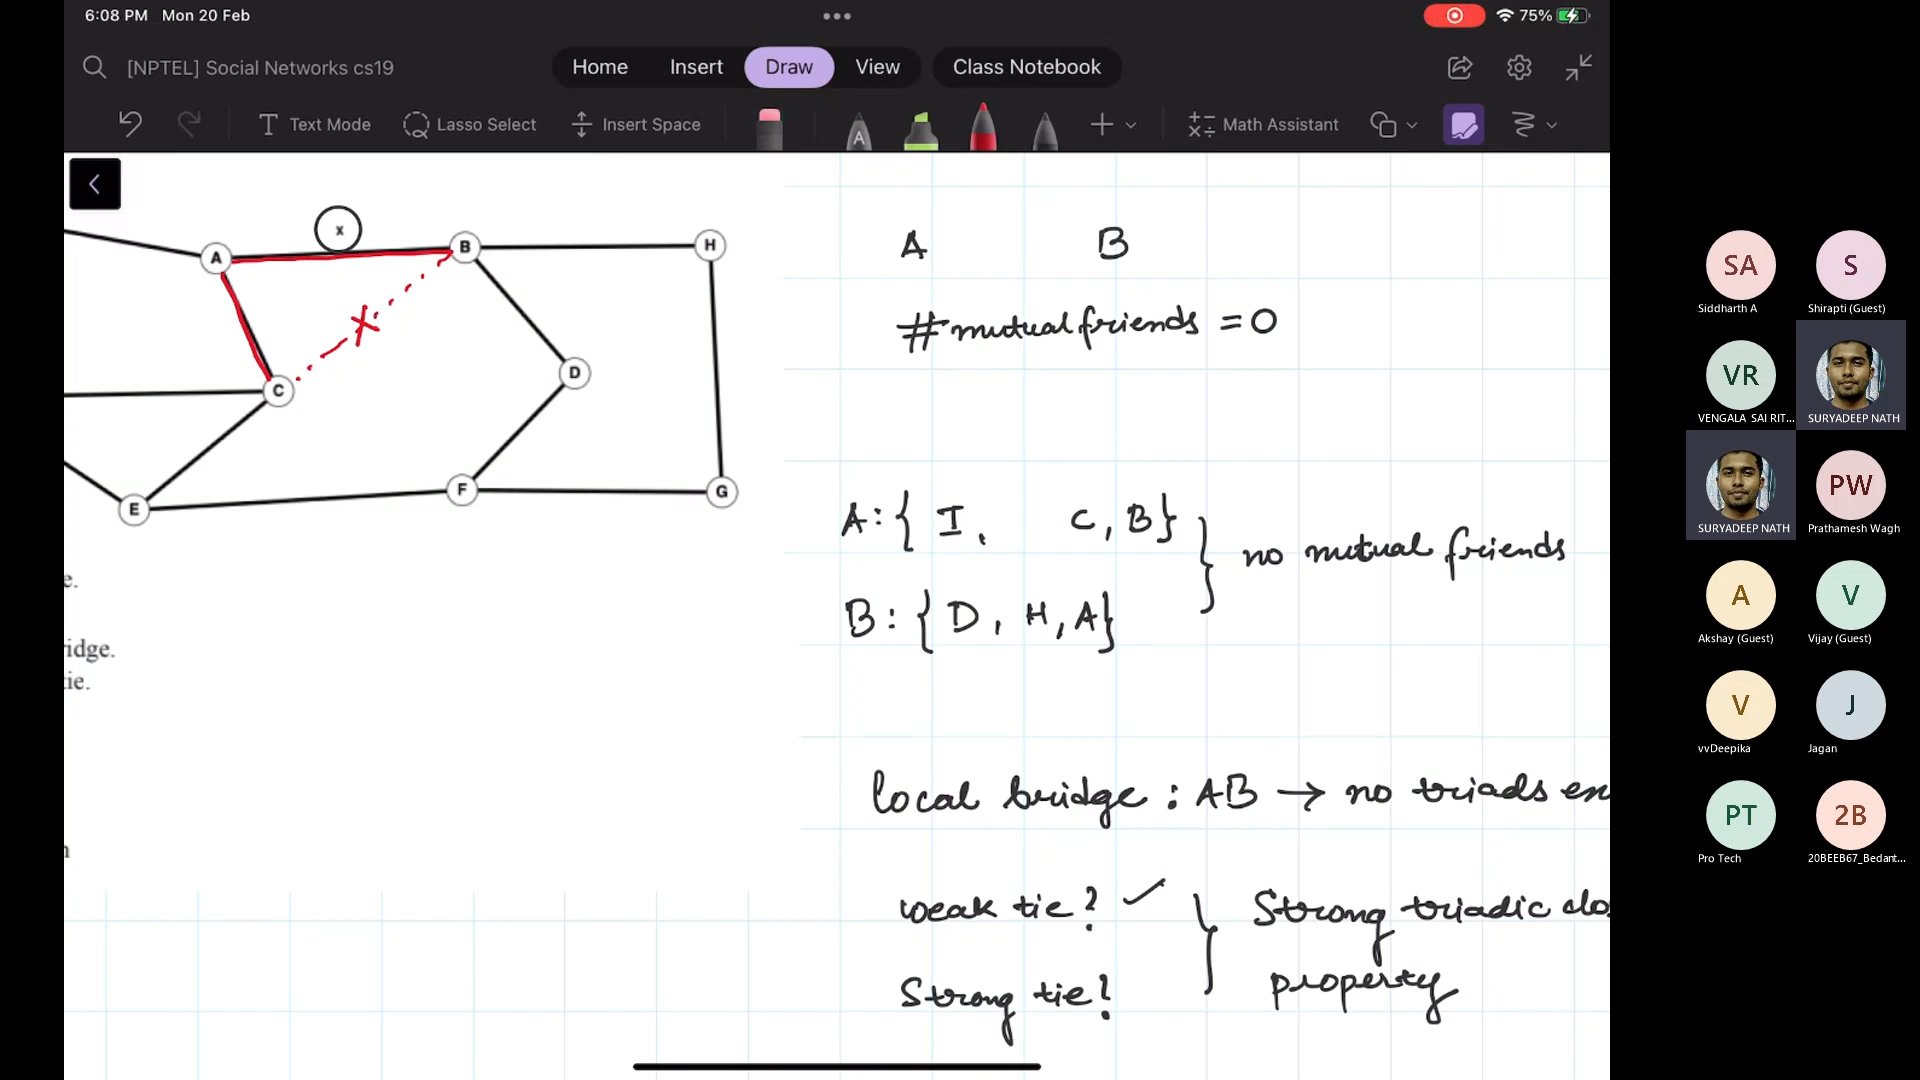 6:08 PM Mon 20 Feb
75%
[NPTEL] Social Networks cs19
Home Insert Draw View Class Notebook
Text Mode Lasso Select Insert Space
A
Math Assistant
x
A
B
H
C
D
E
F
G
A B
#mutual friends = 0
A: { I, C, B}
B: { D, H, A}
no mutual friends
e.
idge.
tie.
local bridge : AB → no triads en
weak tie? ✓
Strong tie?
Strong triadic clo
property
SA
Siddharth A
S
Shirapti (Guest)
VR
VENGALA SAI RIT...
SURYADEEP NATH
SURYADEEP NATH
PW
Prathamesh Wagh
A
Akshay (Guest)
V
Vijay (Guest)
V
vvDeepika
J
Jagan
PT
Pro Tech
2B
20BEEB67_Bedant...